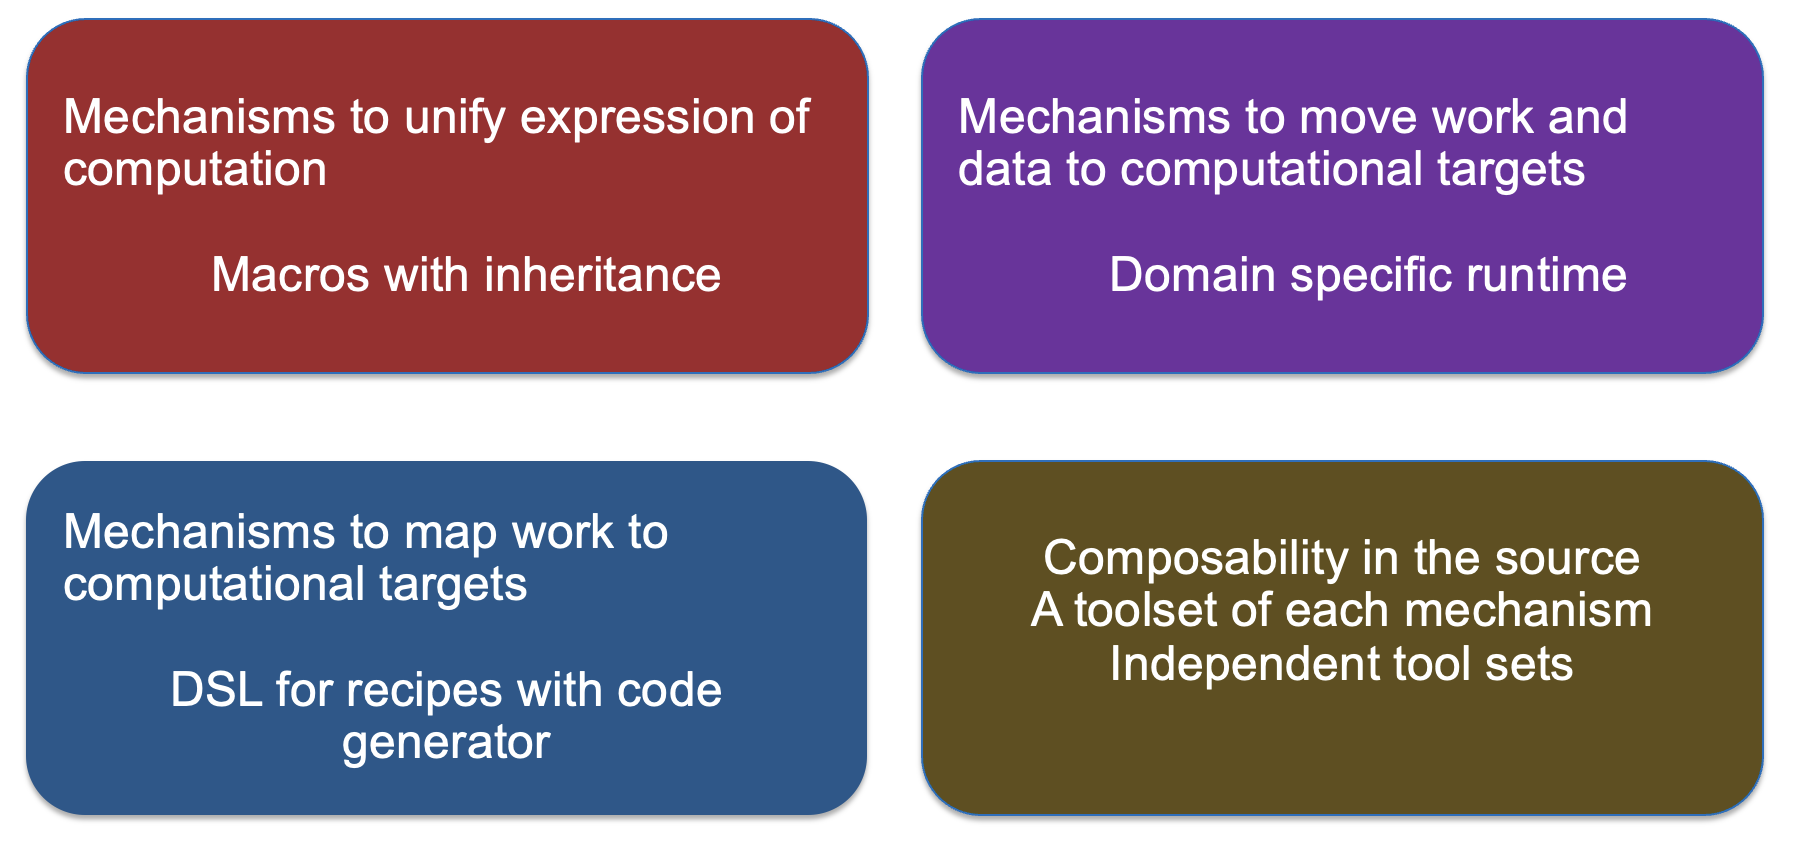 Mechanisms to unify expression of
computation
Macros with inheritance
Mechanisms to move work and
data to computational targets
Domain specific runtime
Mechanisms to map work to
computational targets
DSL for recipes with code
generator
Composability in the source
A toolset of each mechanism
Independent tool sets